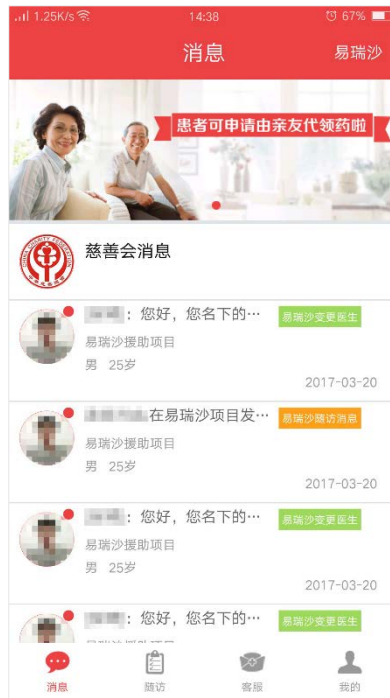 1.25K/s 14:38 67%
消息 易瑞沙
患者可申请由亲友代领药啦
慈善会消息
：您好，您名下的… 易瑞沙变更医生
易瑞沙援助项目
男 25岁
2017-03-20
在易瑞沙项目发… 易瑞沙随访消息
易瑞沙援助项目
男 25岁
2017-03-20
：您好，您名下的… 易瑞沙变更医生
易瑞沙援助项目
男 25岁
2017-03-20
：您好，您名下的… 易瑞沙变更医生
消息 随访 客服 我的